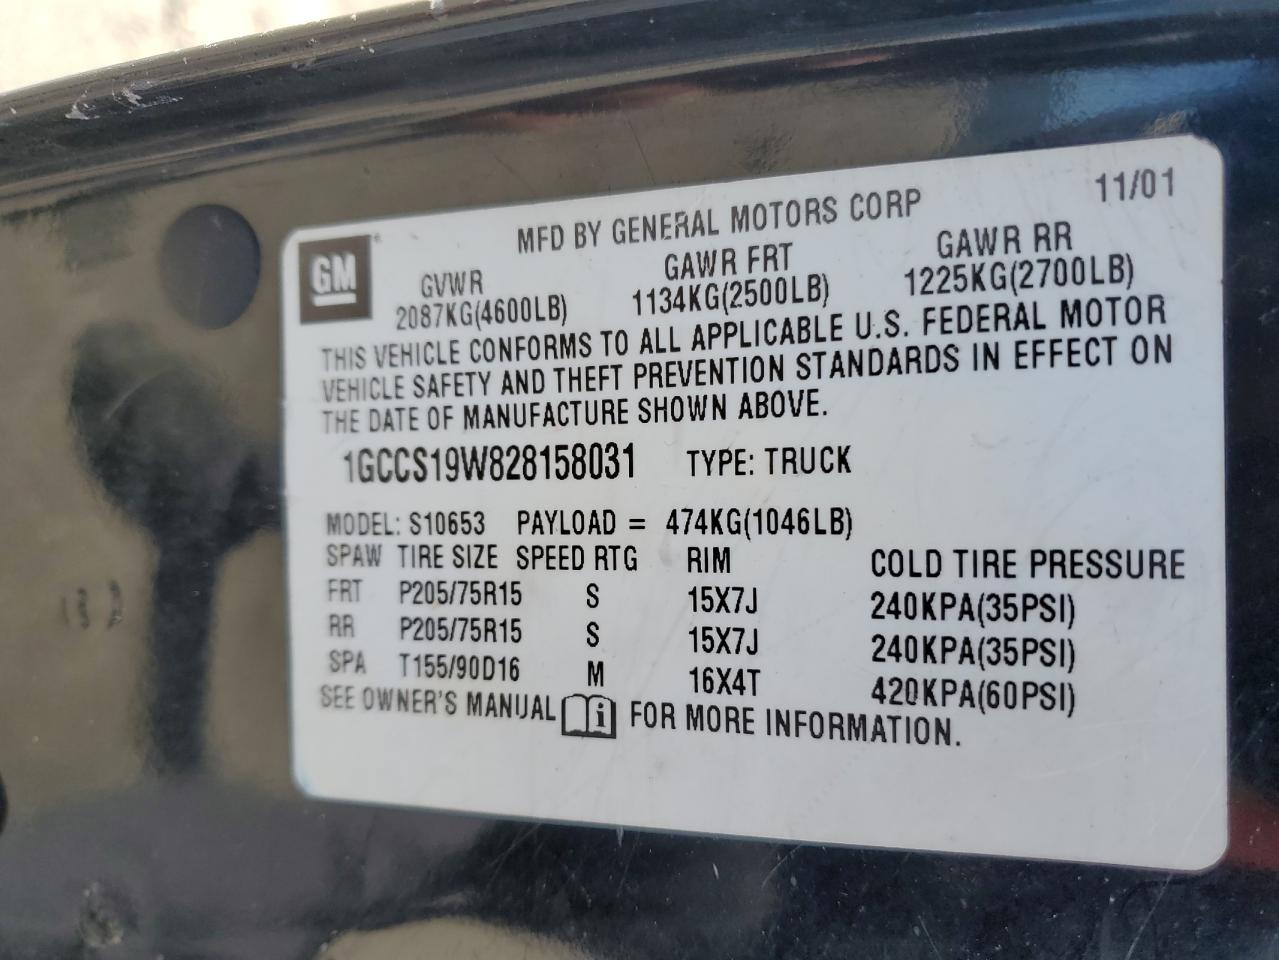 11/01
MFD BY GENERAL MOTORS CORP
GM
GVWR GAWR FRT GAWR RR
2087KG(4600LB) 1134KG(2500LB) 1225KG(2700LB)
THIS VEHICLE CONFORMS TO ALL APPLICABLE U.S. FEDERAL MOTOR
VEHICLE SAFETY AND THEFT PREVENTION STANDARDS IN EFFECT ON
THE DATE OF MANUFACTURE SHOWN ABOVE.
1GCCS19W828158031 TYPE: TRUCK
MODEL: S10653 PAYLOAD = 474KG(1046LB)
SPAW TIRE SIZE SPEED RTG RIM COLD TIRE PRESSURE
FRT P205/75R15 S 15X7J 240KPA(35PSI)
RR P205/75R15 S 15X7J 240KPA(35PSI)
SPA T155/90D16 M 16X4T 420KPA(60PSI)
SEE OWNER'S MANUAL i FOR MORE INFORMATION.